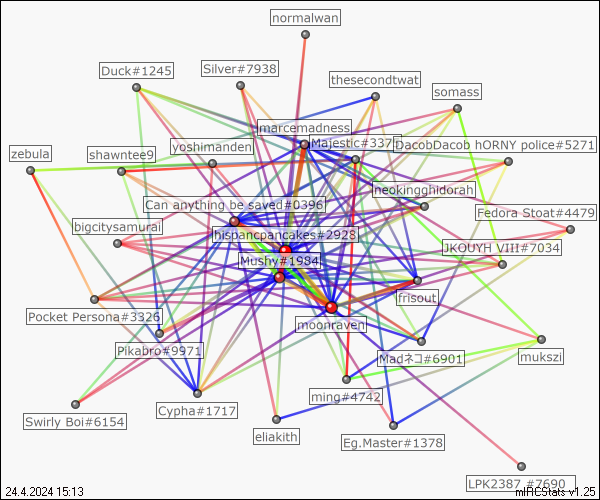 normalwan
Duck#1245
Silver#7938
thesecondtwat
somass
marcemadness
Majestic#337
DacobDacob hORNY police#5271
zebula
shawntee9
yoshimanden
neokinghidorah
Can anything be saved#0396
Fedora Stoat#4479
bigcitysamurai
hispancpancakes#2928
JKOUYH VIII#7034
Mushy#1984
frisout
Pocket Persona#3326
moonraven
Pikabro#9971
Madネコ#6901
mukszi
ming#4742
Swirly Boi#6154
Cypha#1717
eliakith
Eg.Master#1378
LPK2387 #7690
24.4.2024 15:13
mIRCStats v1.25